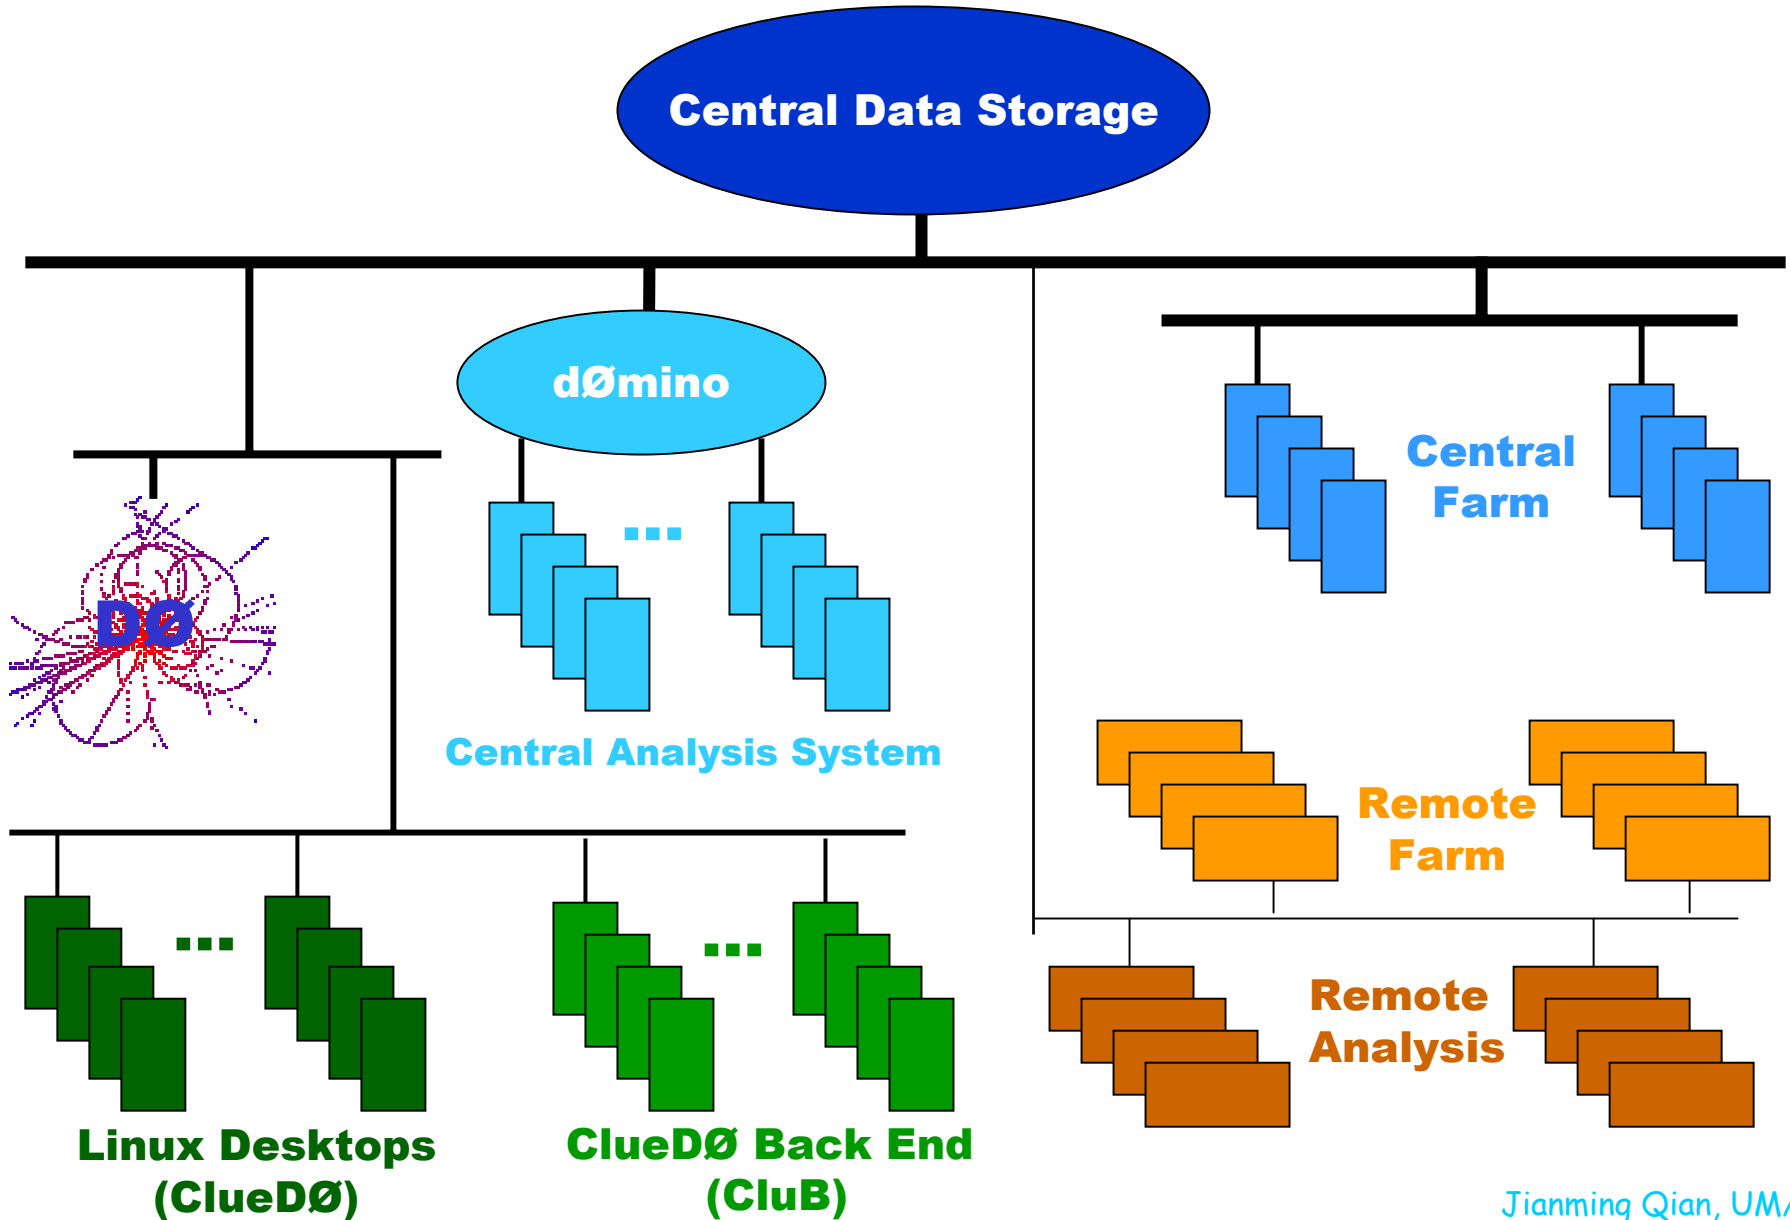 Central Data Storage
dØmino
Central
Farm
DØ
Central Analysis System
Remote
Farm
Remote
Analysis
Linux Desktops
(ClueDØ)
ClueDØ Back End
(CluB)
Jianming Qian, UMA